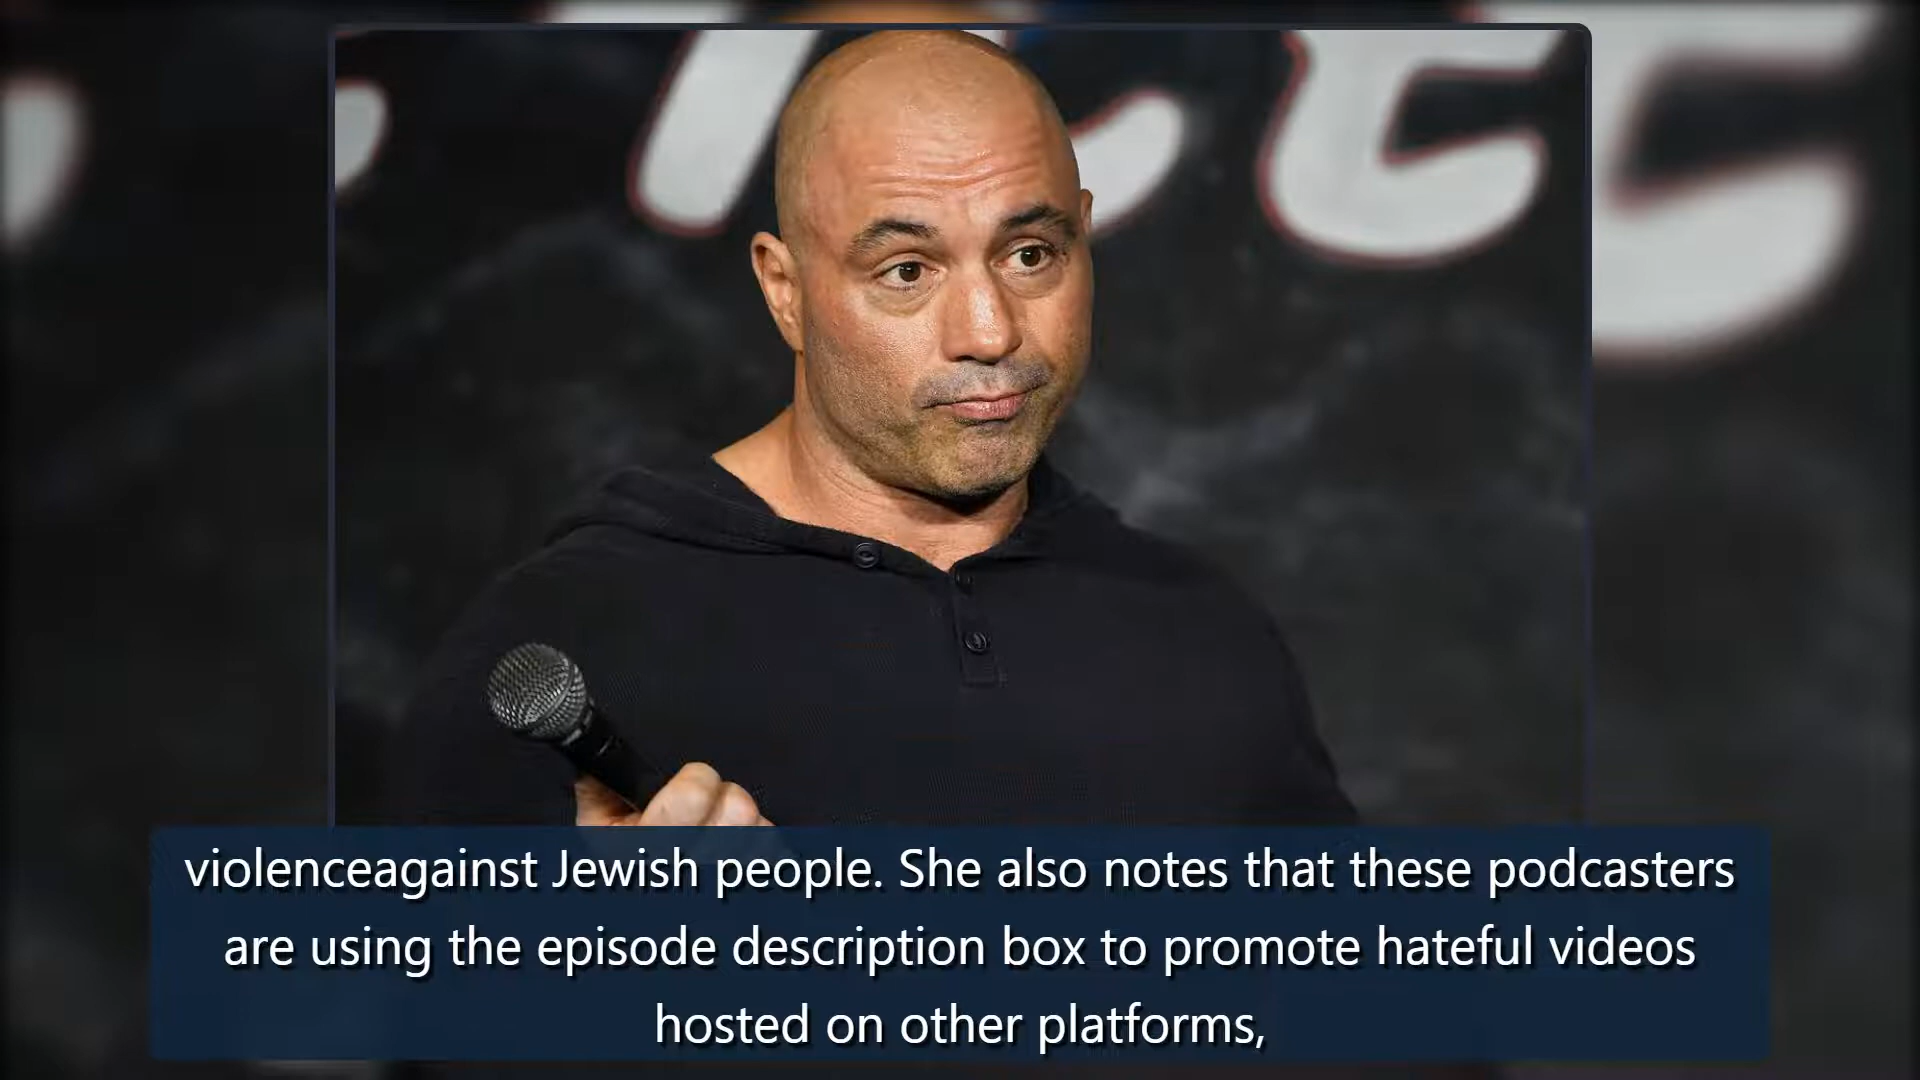 violenceagainst Jewish people. She also notes that these podcasters
are using the episode description box to promote hateful videos
hosted on other platforms,